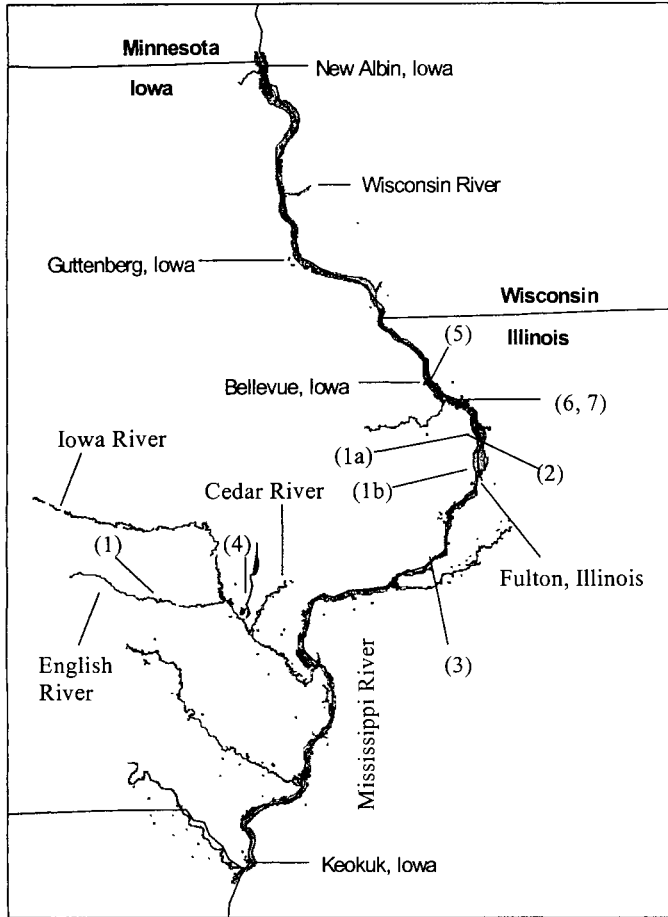 Minnesota
Iowa
New Albin, Iowa
Wisconsin River
Guttenberg, Iowa
Wisconsin
Illinois
(5)
Bellevue, Iowa
(6, 7)
Iowa River
(1a)
(2)
Cedar River
(1b)
(1)
(4)
Fulton, Illinois
English
River
(3)
Mississippi River
Keokuk, Iowa